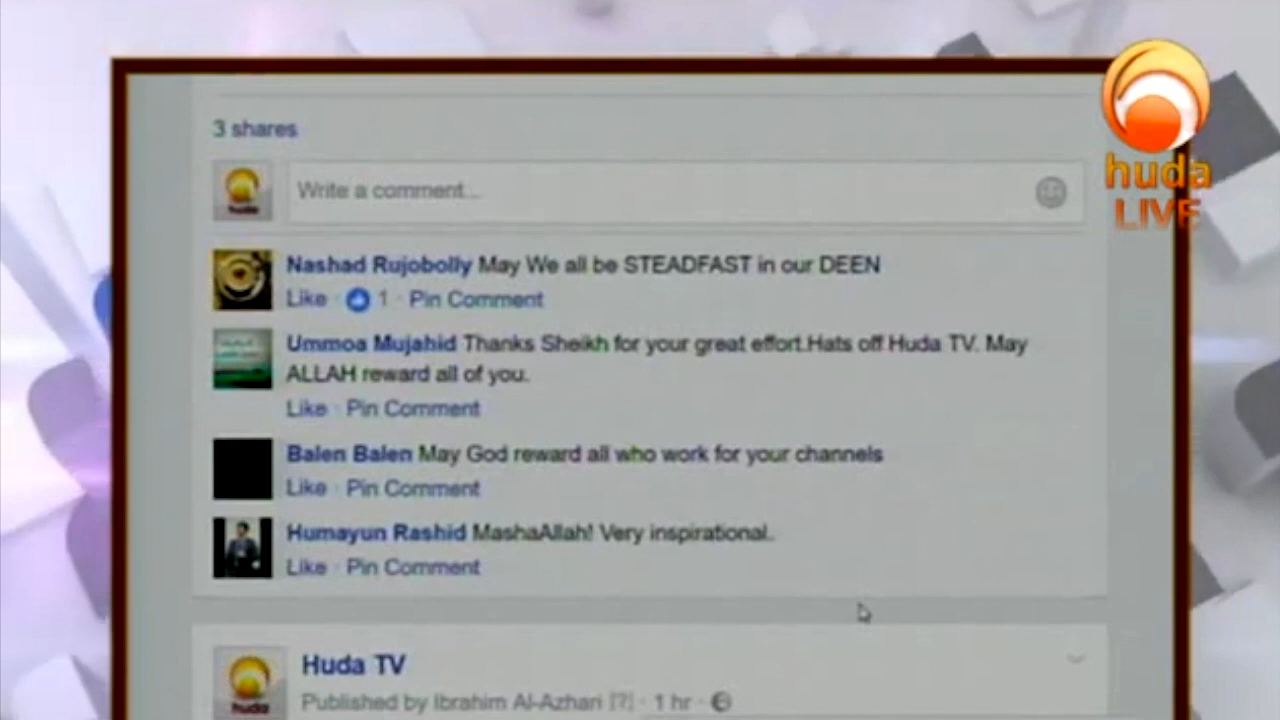 huda
LIVE
3 shares
Write a comment...
Nashad Rujobolly May We all be STEADFAST in our DEEN
Like · 1 · Pin Comment
Ummoa Mujahid Thanks Sheikh for your great effort.Hats off Huda TV. May
ALLAH reward all of you.
Like · Pin Comment
Balen Balen May God reward all who work for your channels
Like · Pin Comment
Humayun Rashid MashaAllah! Very inspirational.
Like · Pin Comment
Huda TV
Published by Ibrahim Al-Azhari [?] · 1 hr ·